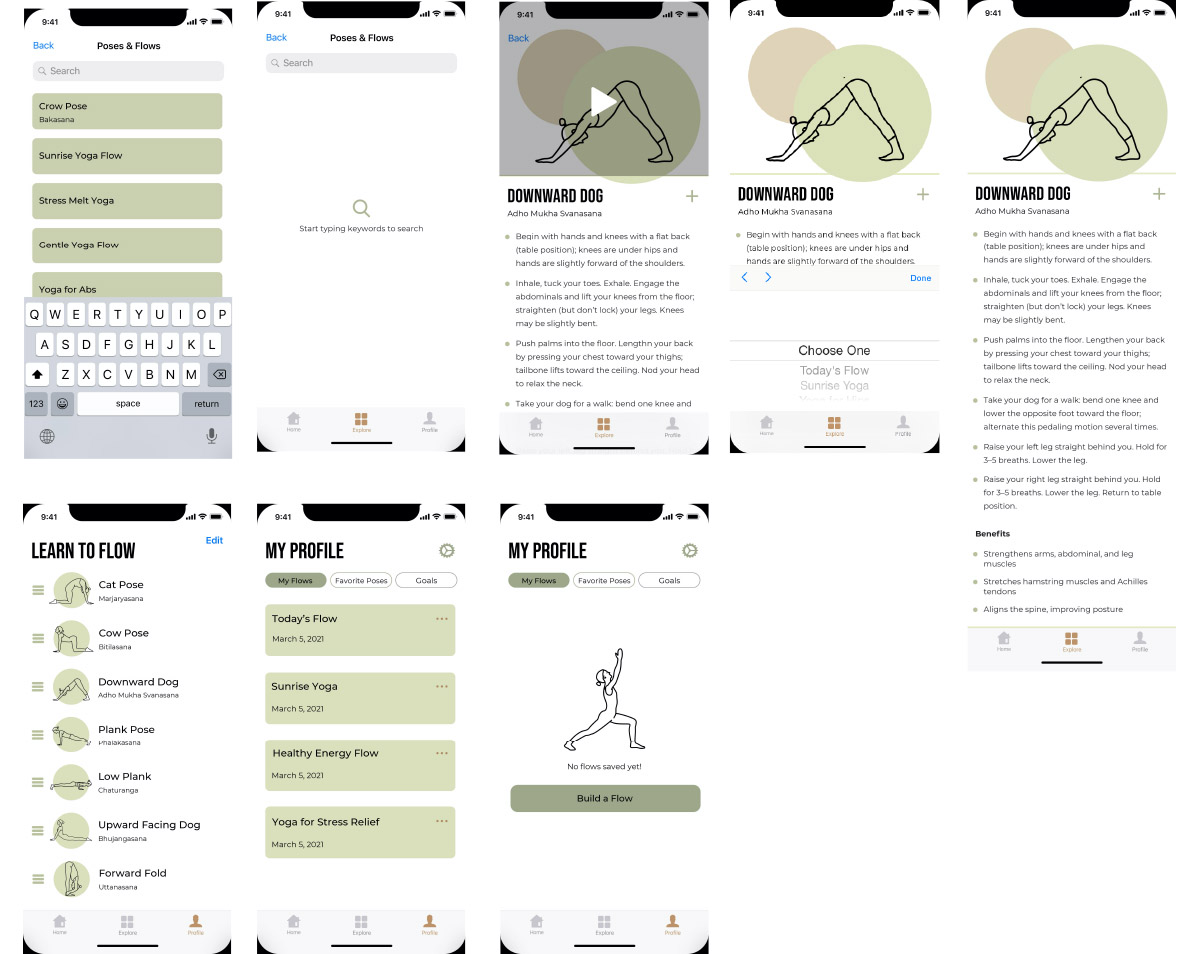 9:41
Back
Poses & Flows
Search
Crow Pose
Bakasana
Sunrise Yoga Flow
Stress Melt Yoga
Gentle Yoga Flow
Yoga for Abs
Q W E R T Y U I O P
A S D F G H J K L
Z X C V B N M
123
space
return
9:41
Back
Poses & Flows
Search
Start typing keywords to search
Home
Explore
Profile
9:41
Back
DOWNWARD DOG
Adho Mukha Svanasana
Begin with hands and knees with a flat back
(table position); knees are under hips and
hands are slightly forward of the shoulders.
Inhale, tuck your toes. Exhale. Engage the
abdominals and lift your knees from the floor;
straighten (but don't lock) your legs. Knees
may be slightly bent.
Push palms into the floor. Lengthn your back
by pressing your chest toward your thighs;
tailbone lifts toward the ceiling. Nod your head
to relax the neck.
Take your dog for a walk: bend one knee and
Home
Explore
Profile
9:41
DOWNWARD DOG
Adho Mukha Svanasana
Begin with hands and knees with a flat back
(table position); knees are under hips and
hands are slightly forward of the shoulders.
Done
Choose One
Today's Flow
Sunrise Yoga
Home
Explore
Profile
9:41
DOWNWARD DOG
Adho Mukha Svanasana
Begin with hands and knees with a flat back
(table position); knees are under hips and
hands are slightly forward of the shoulders.
Inhale, tuck your toes. Exhale. Engage the
abdominals and lift your knees from the floor;
straighten (but don't lock) your legs. Knees
may be slightly bent.
Push palms into the floor. Lengthen your back
by pressing your chest toward your thighs;
tailbone lifts toward the ceiling. Nod your head
to relax the neck.
Take your dog for a walk: bend one knee and
lower the opposite foot toward the floor;
alternate this pedaling motion several times.
Raise your left leg straight behind you. Hold for
3–5 breaths. Lower the leg.
Raise your right leg straight behind you. Hold
for 3–5 breaths. Lower the leg. Return to table
position.
Benefits
Strengthens arms, abdominal, and leg
muscles
Stretches hamstring muscles and Achilles
tendons
Aligns the spine, improving posture
Home
Explore
Profile
9:41
Edit
LEARN TO FLOW
Cat Pose
Marjaryasana
Cow Pose
Bitilasana
Downward Dog
Adho Mukha Svanasana
Plank Pose
Phalakasana
Low Plank
Chaturanga
Upward Facing Dog
Bhujangasana
Forward Fold
Uttanasana
Home
Explore
Profile
9:41
MY PROFILE
My Flows
Favorite Poses
Goals
Today's Flow
March 5, 2021
Sunrise Yoga
March 5, 2021
Healthy Energy Flow
March 5, 2021
Yoga for Stress Relief
March 5, 2021
Home
Explore
Profile
9:41
MY PROFILE
My Flows
Favorite Poses
Goals
No flows saved yet!
Build a Flow
Home
Explore
Profile